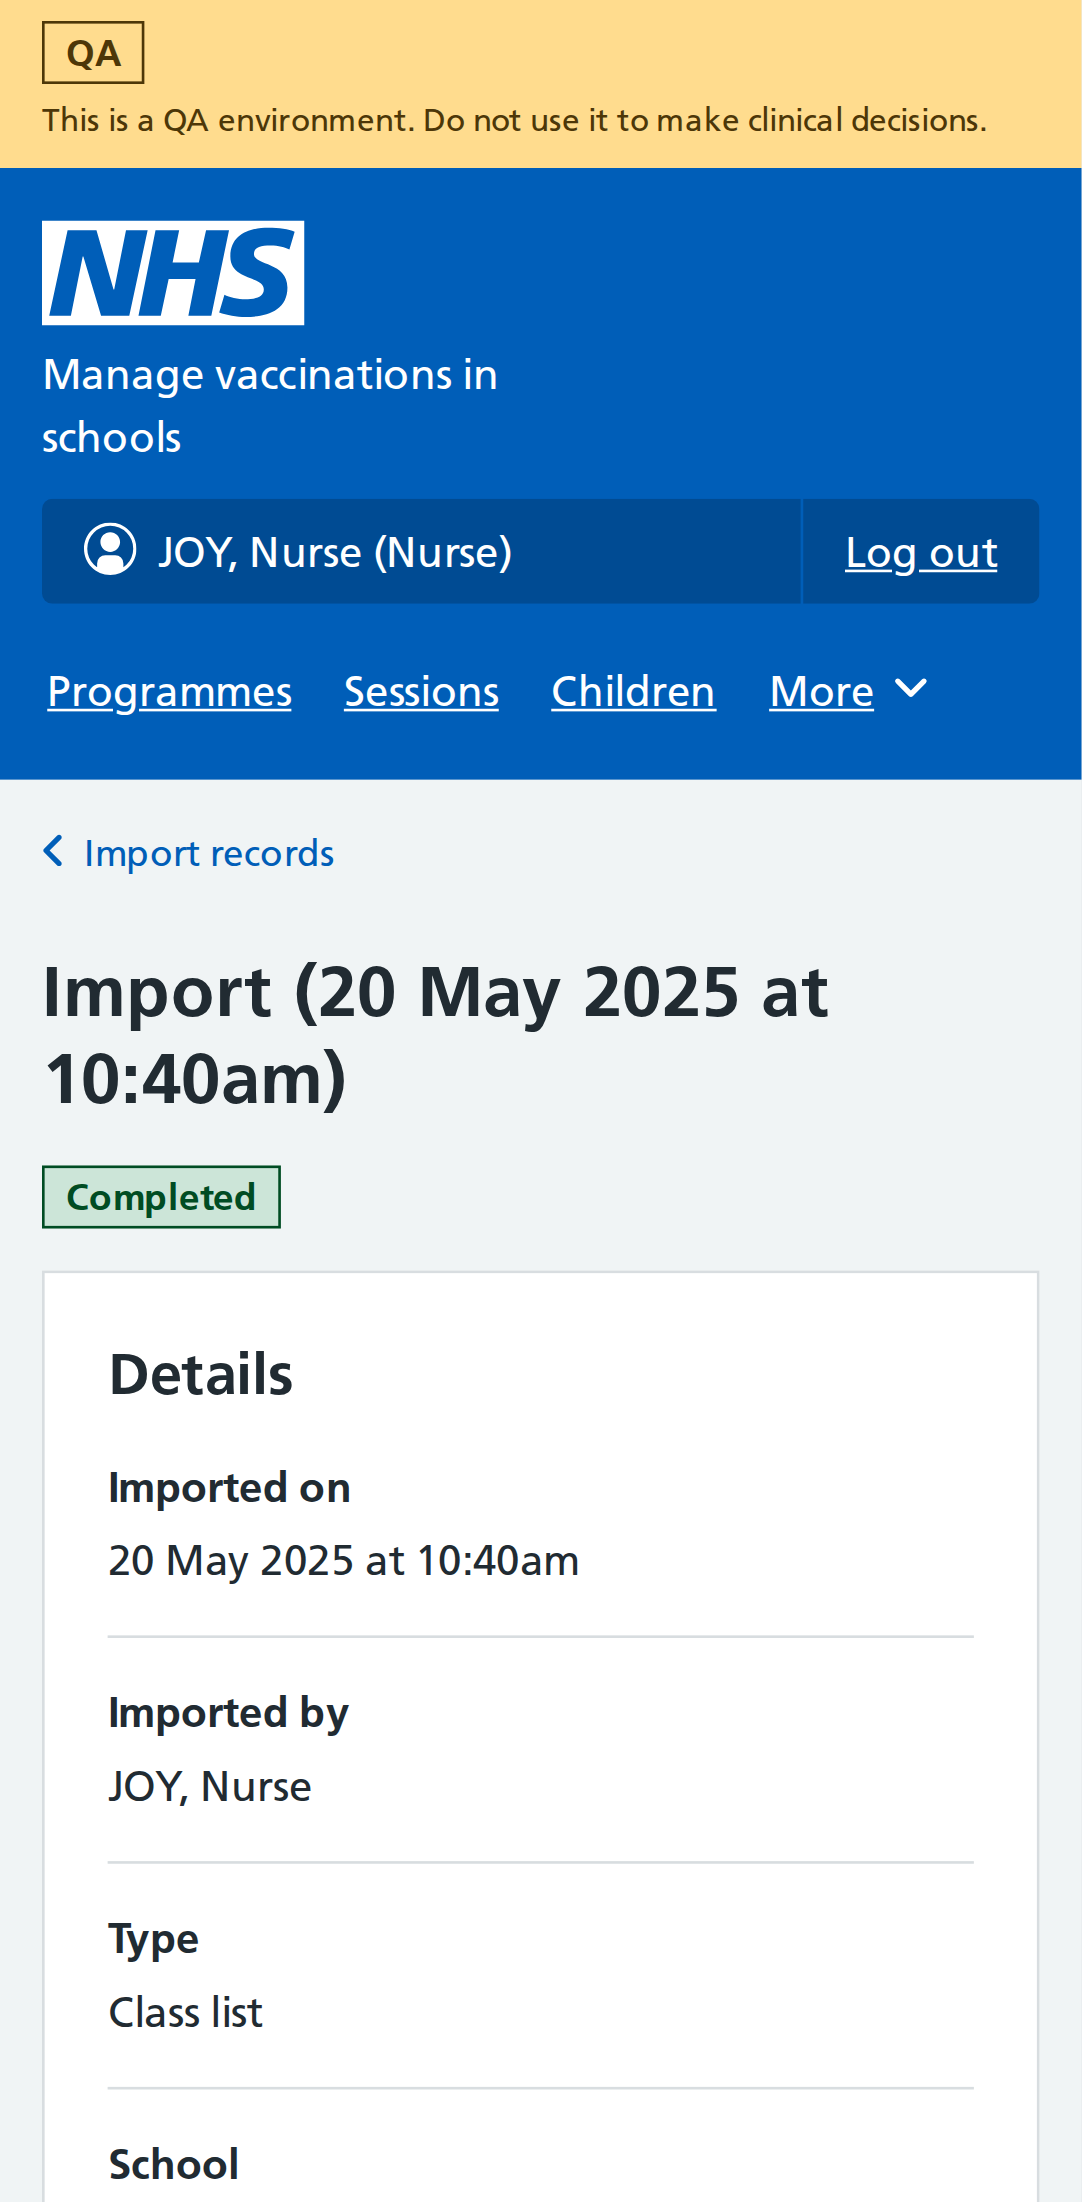 QA
This is a QA environment. Do not use it to make clinical decisions.
NHS
Manage vaccinations in
schools
JOY, Nurse (Nurse)
Log out
Programmes Sessions Children More
Import records
Import (20 May 2025 at
10:40am)
Completed
Details
Imported on
20 May 2025 at 10:40am
Imported by
JOY, Nurse
Type
Class list
School